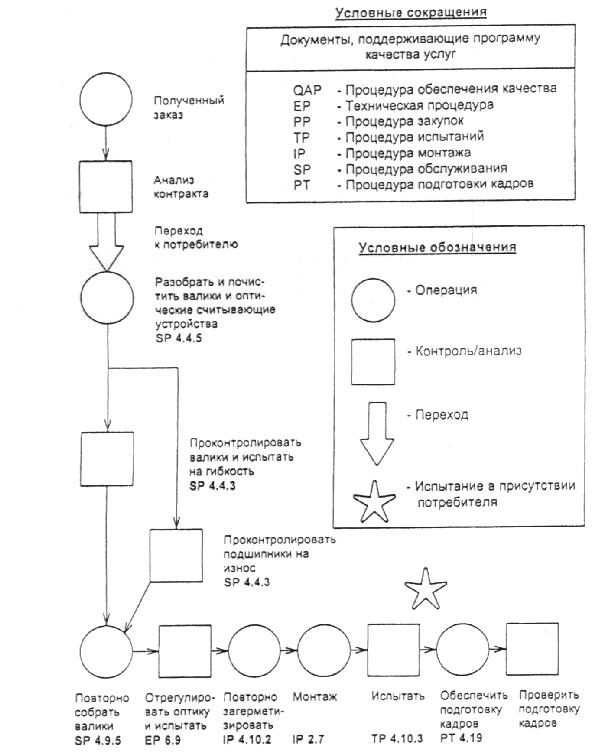 Условные сокращения
Документы, поддерживающие программу
качества услуг
QAP - Процедура обеспечения качества
EP - Техническая процедура
PP - Процедура закупок
TP - Процедура испытаний
IP - Процедура монтажа
SP - Процедура обслуживания
PT - Процедура подготовки кадров
Полученный
заказ
Анализ
контракта
Переход
к потребителю
Разобрать и почис-
тить валики и опти-
ческие считывающие
устройства
SP 4.4.5
Проконтролировать
валики и испытать
на гибкость
SP 4.4.3
Проконтролировать
подшипники на
износ
SP 4.4.3
Условные обозначения
- Операция
- Контроль/анализ
- Переход
- Испытание в присутствии
потребителя
Повторно
собрать
валики
SP 4.9.5
Отрегулиро-
вать оптику
и испытать
EP 6.9
Повторно
загермети-
зировать
IP 4.10.2
Монтаж
IP 2.7
Испытать
TP 4.10.3
Обеспечить
подготовку
кадров
PT 4.19
Проверить
подготовку
кадров